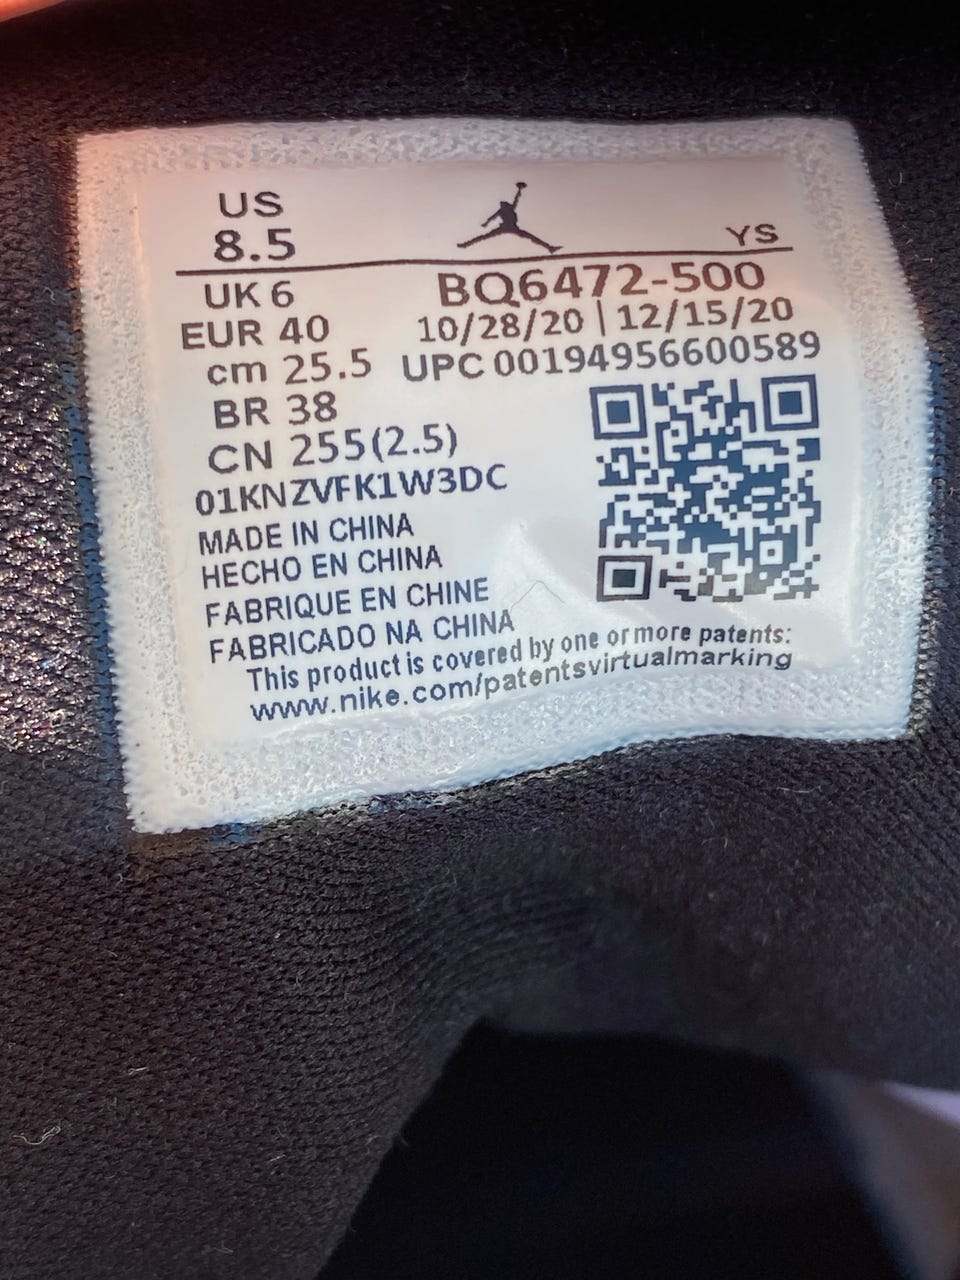 US
8.5
YS
UK 6
BQ6472-500
EUR 40
10/28/20 | 12/15/20
cm 25.5
UPC 00194956600589
BR 38
CN 255(2.5)
01KNZVFK1W3DC
MADE IN CHINA
HECHO EN CHINA
FABRIQUE EN CHINE
FABRICADO NA CHINA
This product is covered by one or more patents:
www.nike.com/patentsvirtualmarking